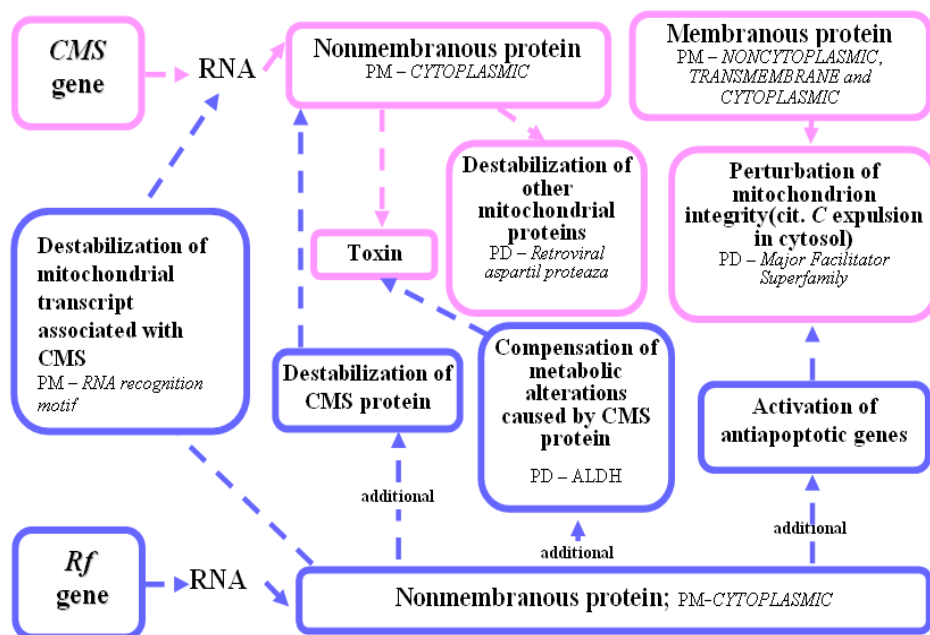 CMS
gene
RNA
Nonmembranous protein
PM – CYTOPLASMIC
Membranous protein
PM – NONCYTOPLASMIC,
TRANSMEMBRANE and
CYTOPLASMIC
Destabilization of
other
mitochondrial
proteins
PD – Retroviral
aspartil proteaza
Perturbation of
mitochondrion
integrity(cit. C expulsion
in cytosol)
PD – Major Facilitator
Superfamily
Toxin
Destabilization of
mitochondrial
transcript
associated with
CMS
PM – RNA recognition
motif
Destabilization of
CMS protein
Compensation of
metabolic
alterations
caused by CMS
protein
PD – ALDH
Activation of
antiapoptotic genes
additional
additional
additional
Rf
gene
RNA
Nonmembranous protein; PM–CYTOPLASMIC